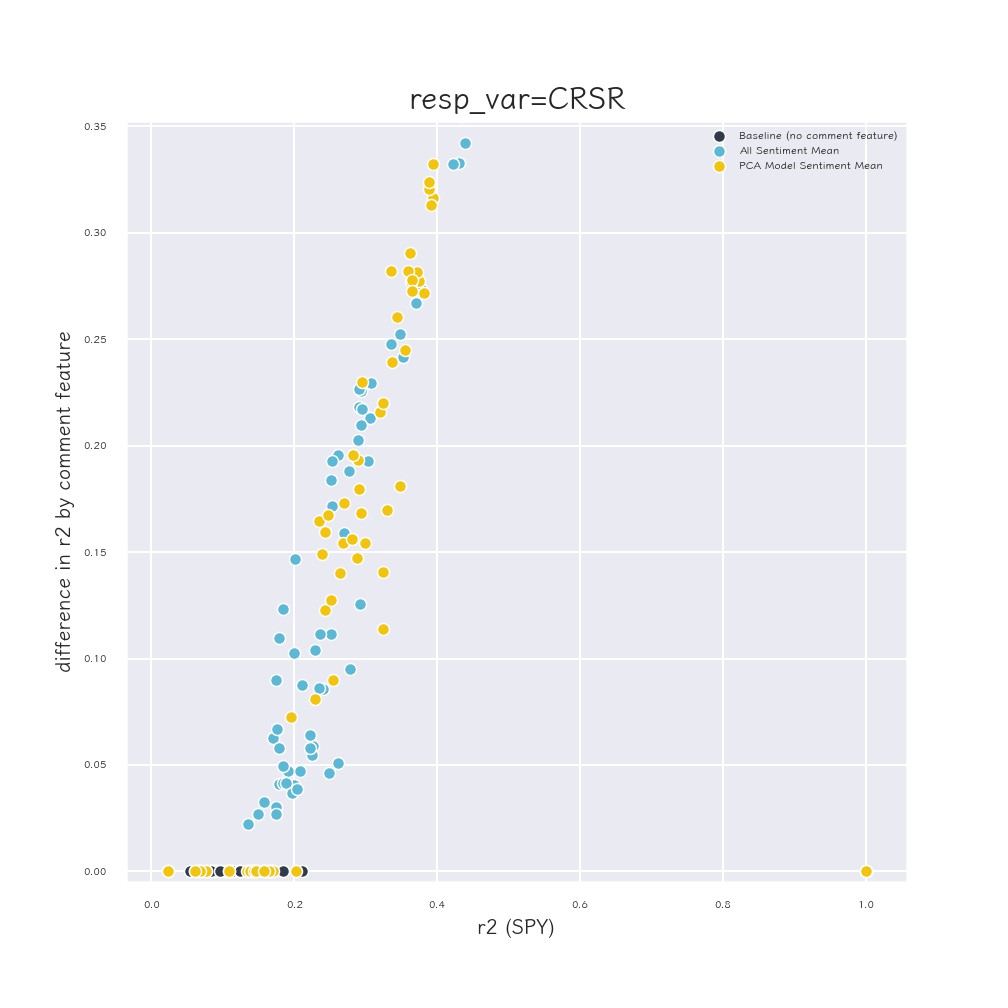 resp_var=CRSR
Baseline (no comment feature)
All Sentiment Mean
PCA Model Sentiment Mean
difference in r2 by comment feature
0.35
0.30
0.25
0.20
0.15
0.10
0.05
0.00
0.0 0.2 0.4 0.6 0.8 1.0
r2 (SPY)